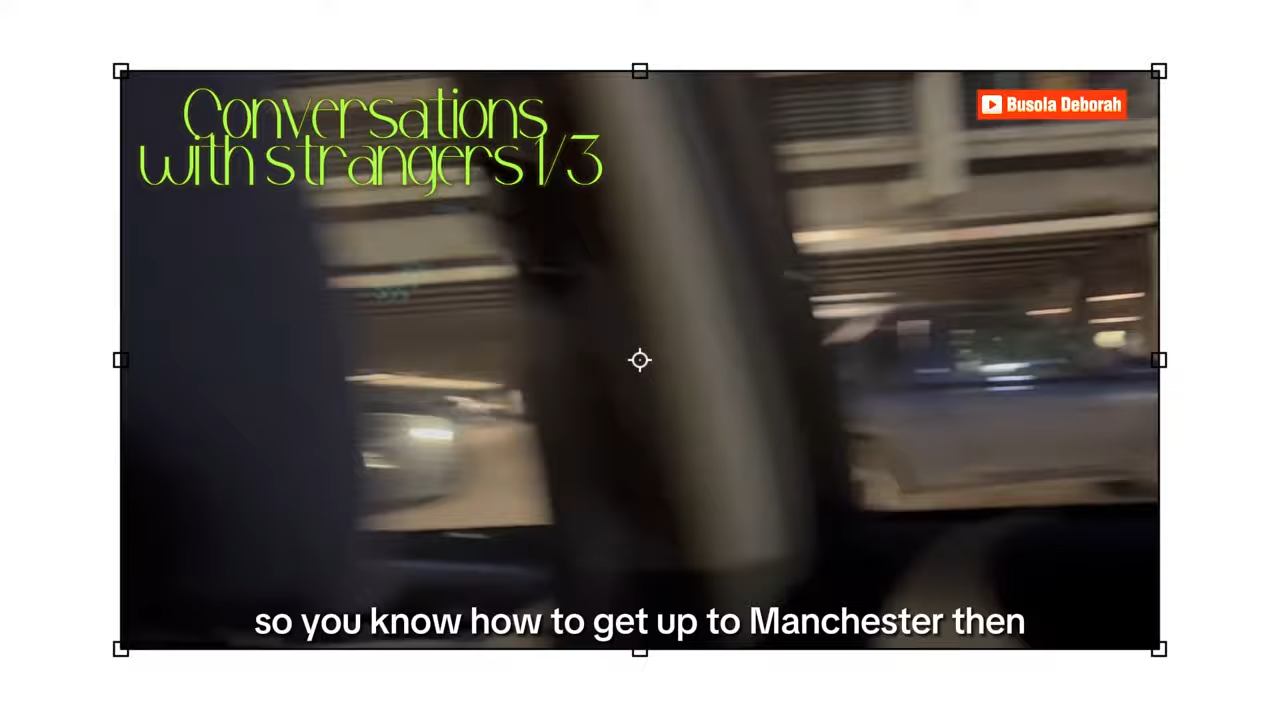 Conversations
with strangers 1/3
Busola Deborah
so you know how to get up to Manchester then